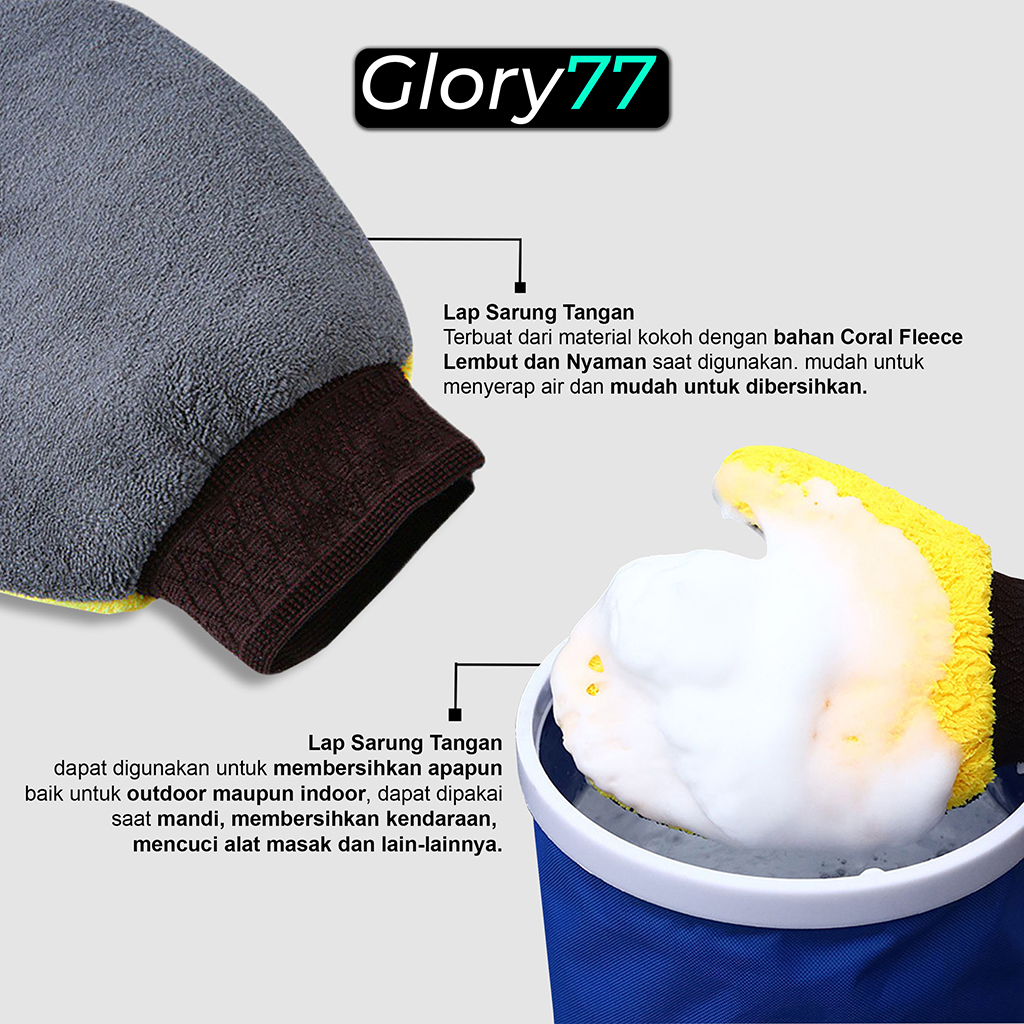 Glory77
Lap Sarung Tangan
Terbuat dari material kokoh dengan bahan Coral Fleece
Lembut dan Nyaman saat digunakan. mudah untuk
menyerap air dan mudah untuk dibersihkan.
Lap Sarung Tangan
dapat digunakan untuk membersihkan apapun
baik untuk outdoor maupun indoor, dapat dipakai
saat mandi, membersihkan kendaraan,
mencuci alat masak dan lain-lainnya.